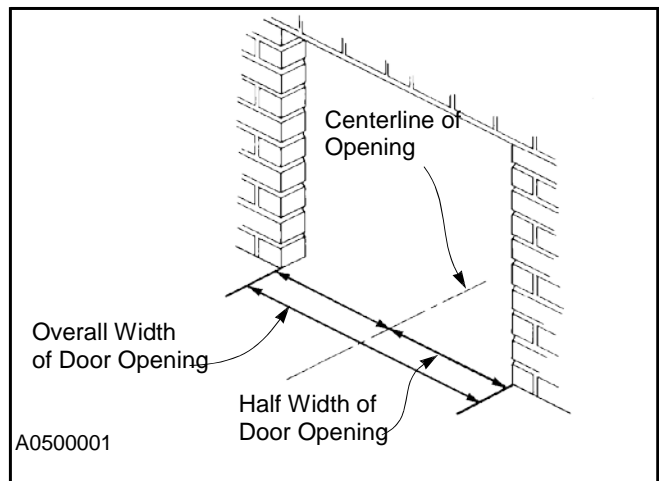 Centerline of
Opening
Overall Width
of Door Opening
Half Width of
Door Opening
A0500001